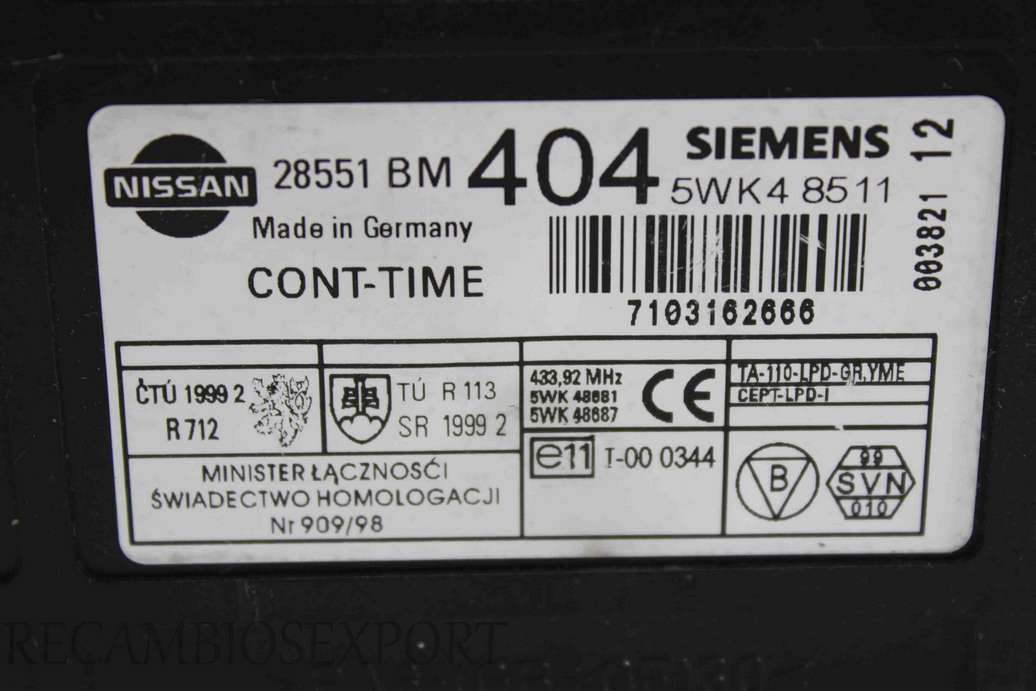 NISSAN
28551 BM 404
SIEMENS
5WK4 8511
Made in Germany
CONT-TIME
7103162666
003821 12
ČTÚ 1999 2
R 712
TÚ R 113
SR 1999 2
433,92 MHz
5WK 48681
5WK 48687
CE
TA-110-LPD-GR,YME
CEPT-LPD-I
MINISTER ŁĄCZNOSĆI
ŚWIADECTWO HOMOLOGACJI
Nr 909/98
e11 I-00 0344
B
99
SVN
010
RECAMBIOSEXPORT